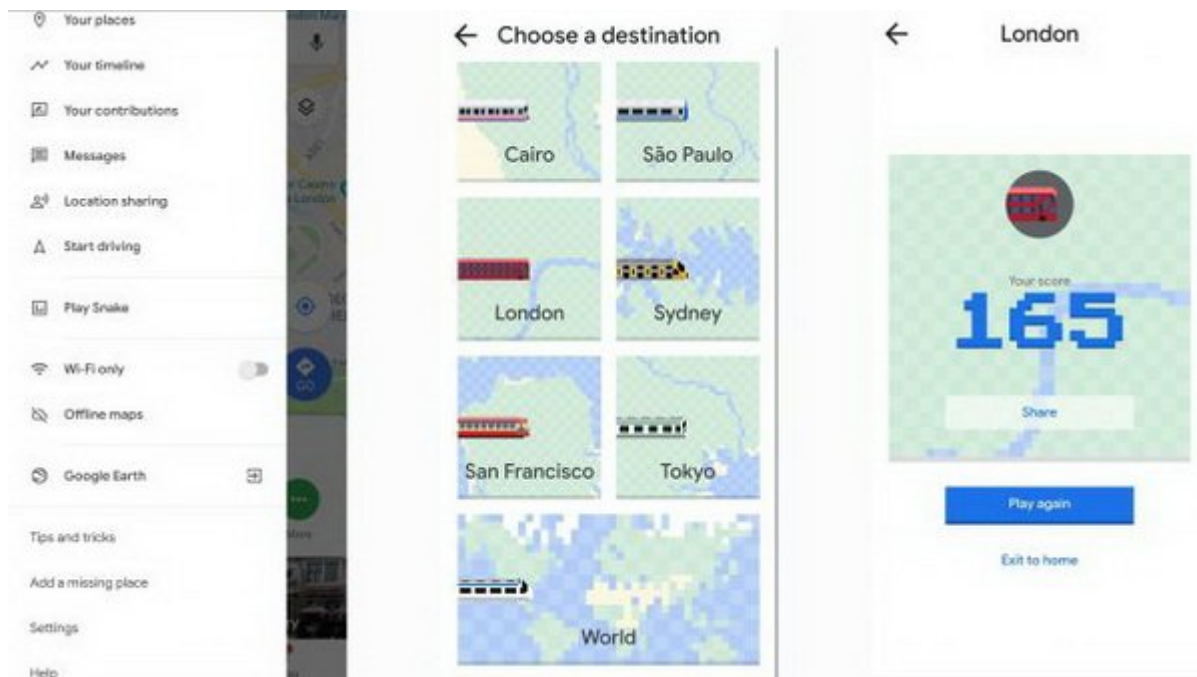 Your places
Your timeline
Your contributions
Messages
Location sharing
Start driving
Play Snake
Wi-Fi only
Offline maps
Google Earth
Tips and tricks
Add a missing place
Settings
Help
GO
Choose a destination
Cairo
São Paulo
London
Sydney
San Francisco
Tokyo
World
London
Your score
165
Share
Play again
Exit to home